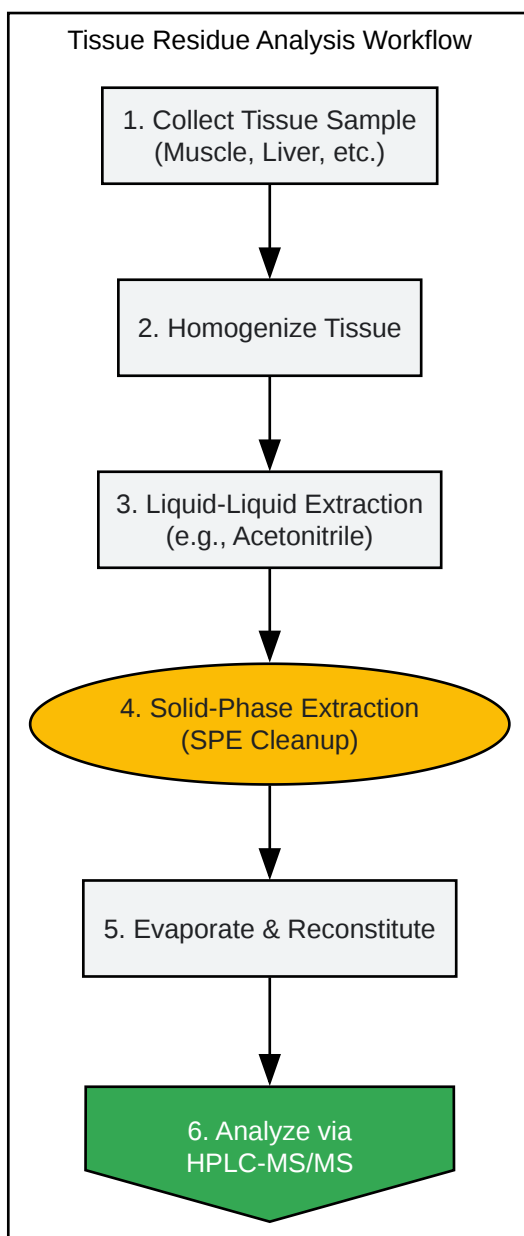 Tissue Residue Analysis Workflow
1. Collect Tissue Sample
(Muscle, Liver, etc.)
2. Homogenize Tissue
3. Liquid-Liquid Extraction
(e.g., Acetonitrile)
4. Solid-Phase Extraction
(SPE Cleanup)
5. Evaporate & Reconstitute
6. Analyze via
HPLC-MS/MS